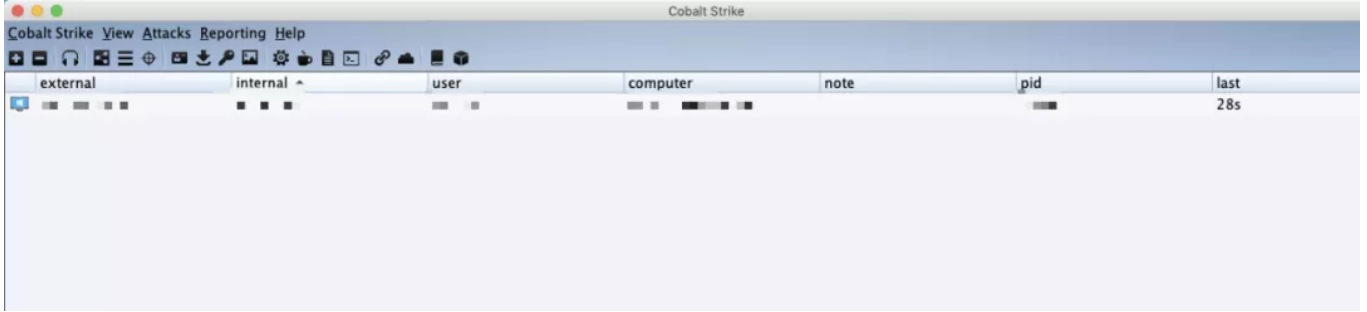 Cobalt Strike
Cobalt Strike View Attacks Reporting Help
external internal user computer note pid last
28s